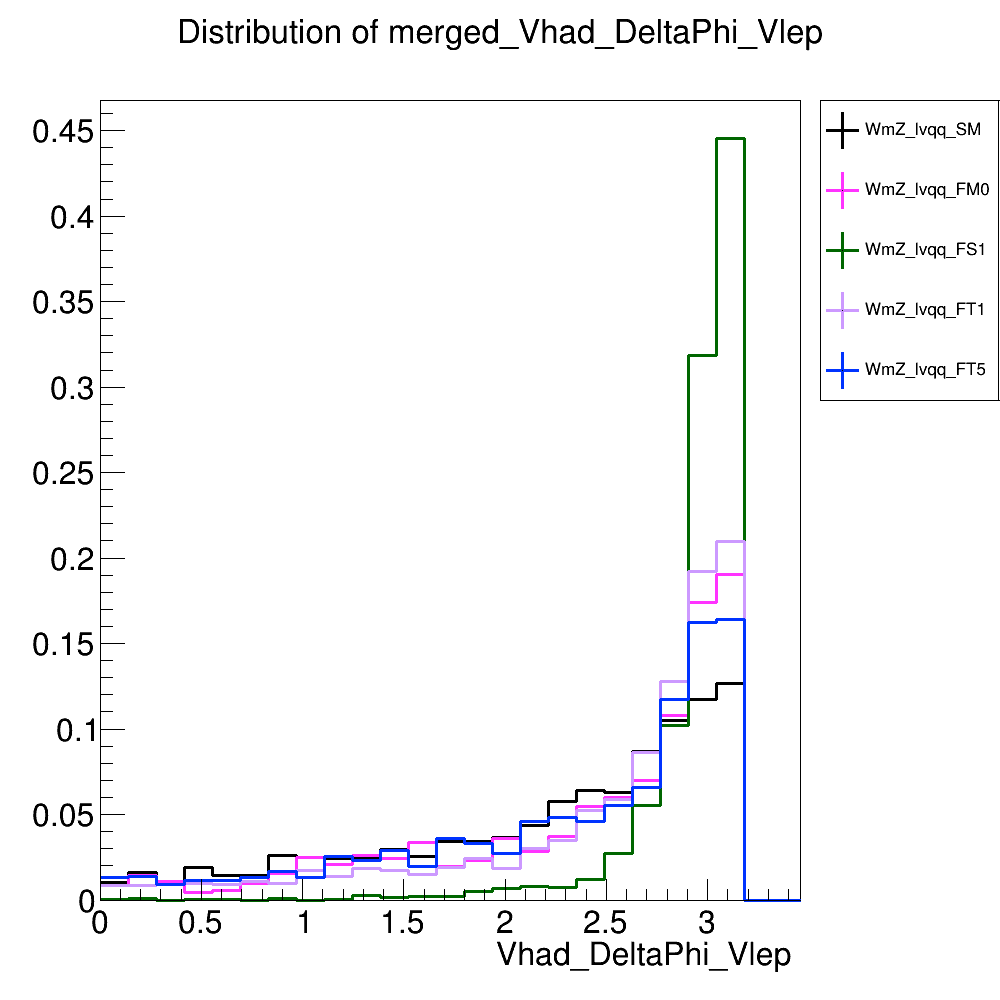 Distribution of merged_Vhad_DeltaPhi_Vlep
0.45
0.4
0.35
0.3
0.25
0.2
0.15
0.1
0.05
0
0 0.5 1 1.5 2 2.5 3
Vhad_DeltaPhi_Vlep
WmZ_lvqq_SM
WmZ_lvqq_FM0
WmZ_lvqq_FS1
WmZ_lvqq_FT1
WmZ_lvqq_FT5